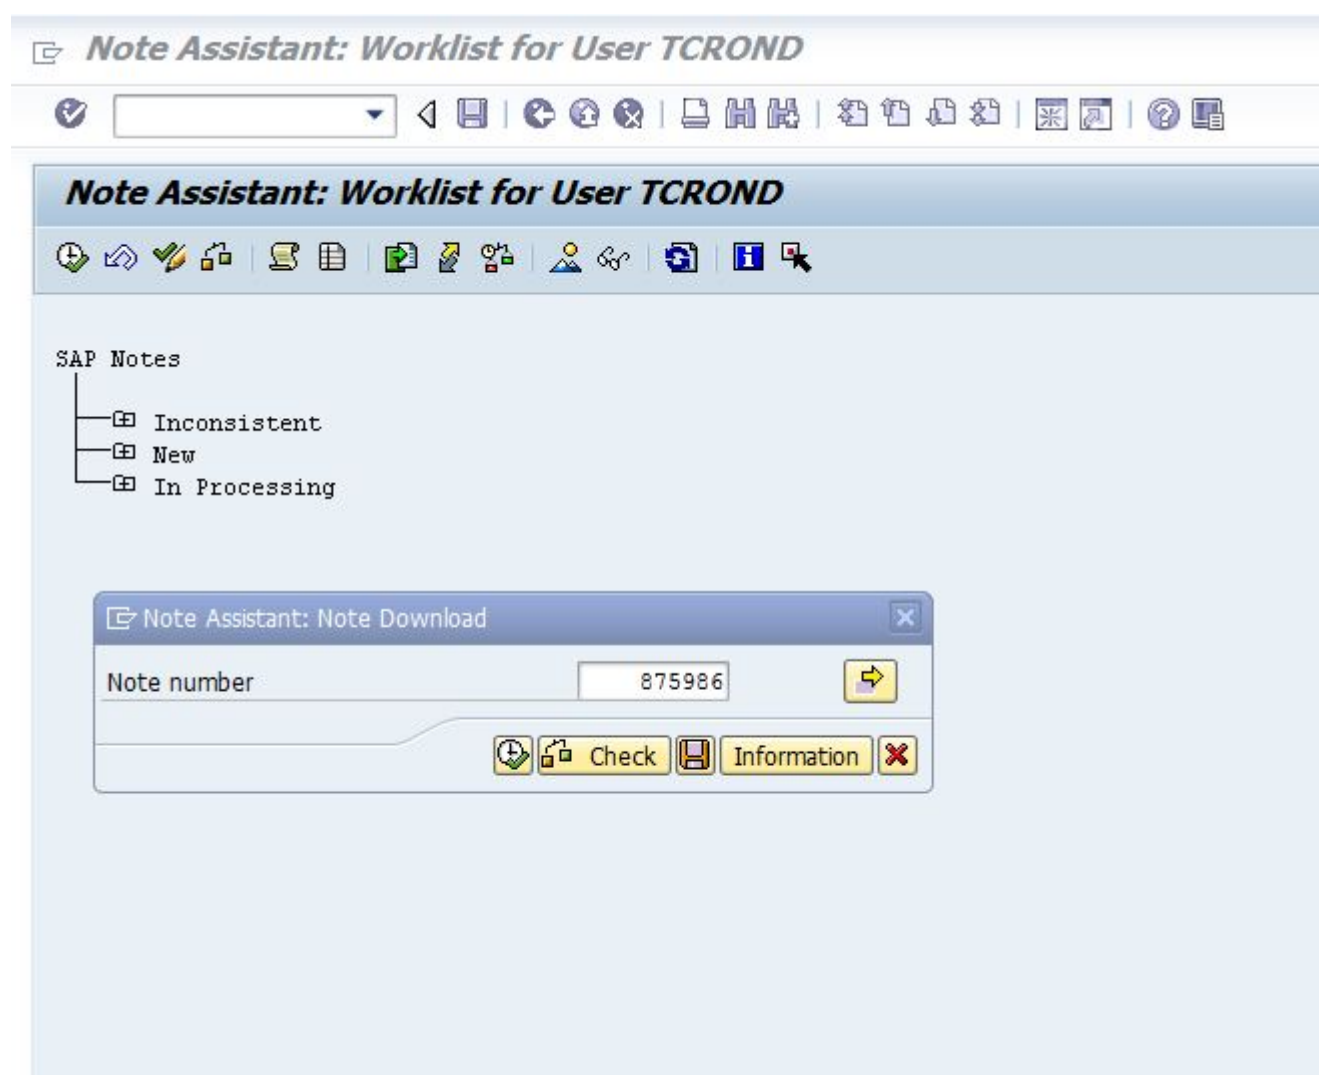 Note Assistant: Worklist for User TCROND
Note Assistant: Worklist for User TCROND
SAP Notes
Inconsistent
New
In Processing
Note Assistant: Note Download
Note number 875986
Check Information